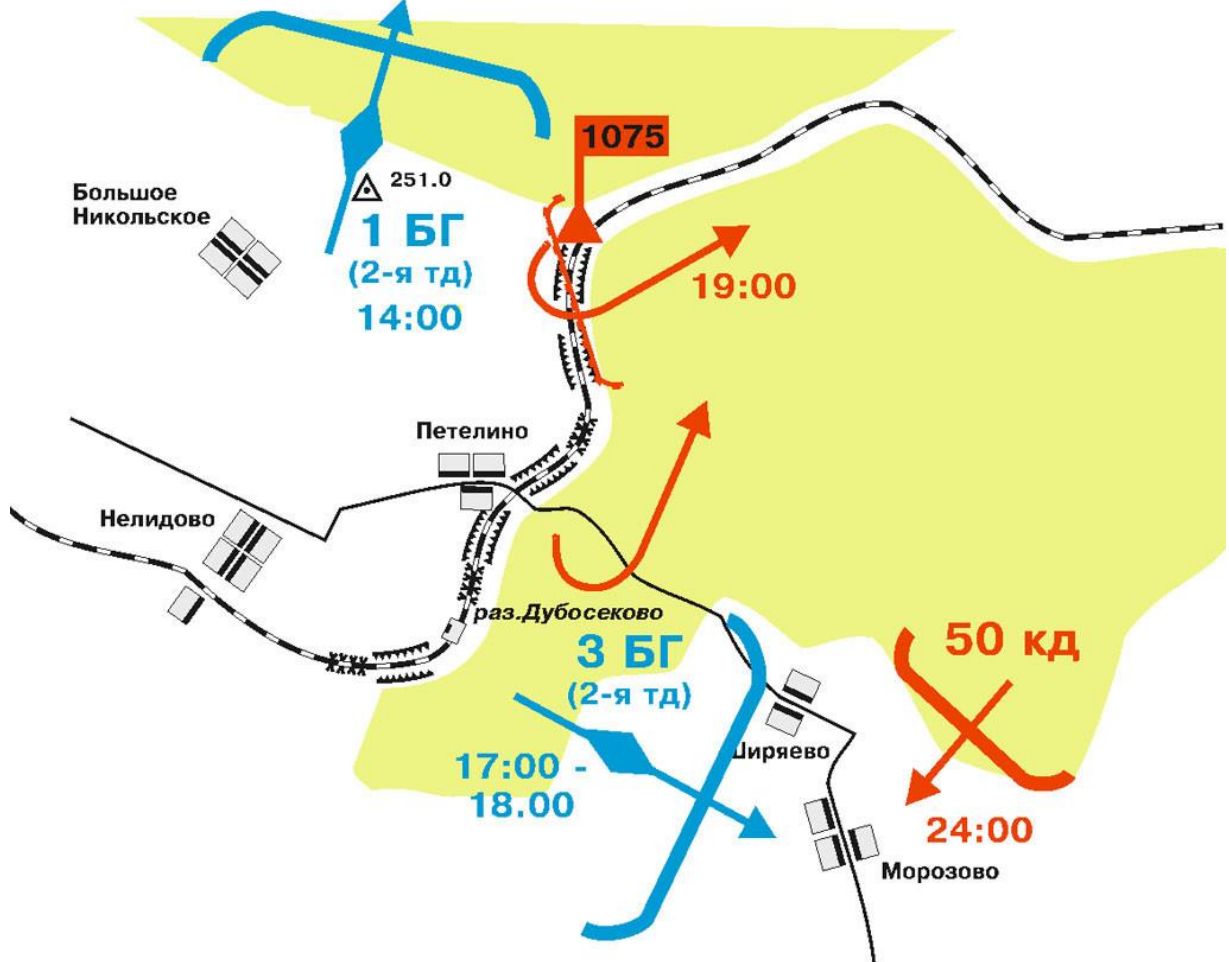 1075
251.0
Большое
Никольское
1 БГ
(2-я тд)
14:00
19:00
Петелино
Нелидово
раз.Дубосеково
3 БГ
(2-я тд)
50 кд
17:00 -
18.00
Ширяево
24:00
Морозово